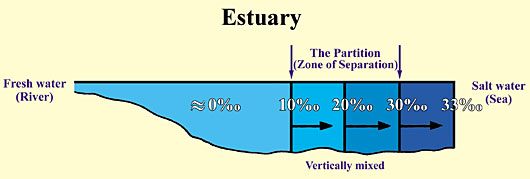 Estuary
The Partition
(Zone of Separation)
Fresh water
(River)
Salt water
(Sea)
≈0‰ 10‰ 20‰ 30‰ 33‰
Vertically mixed